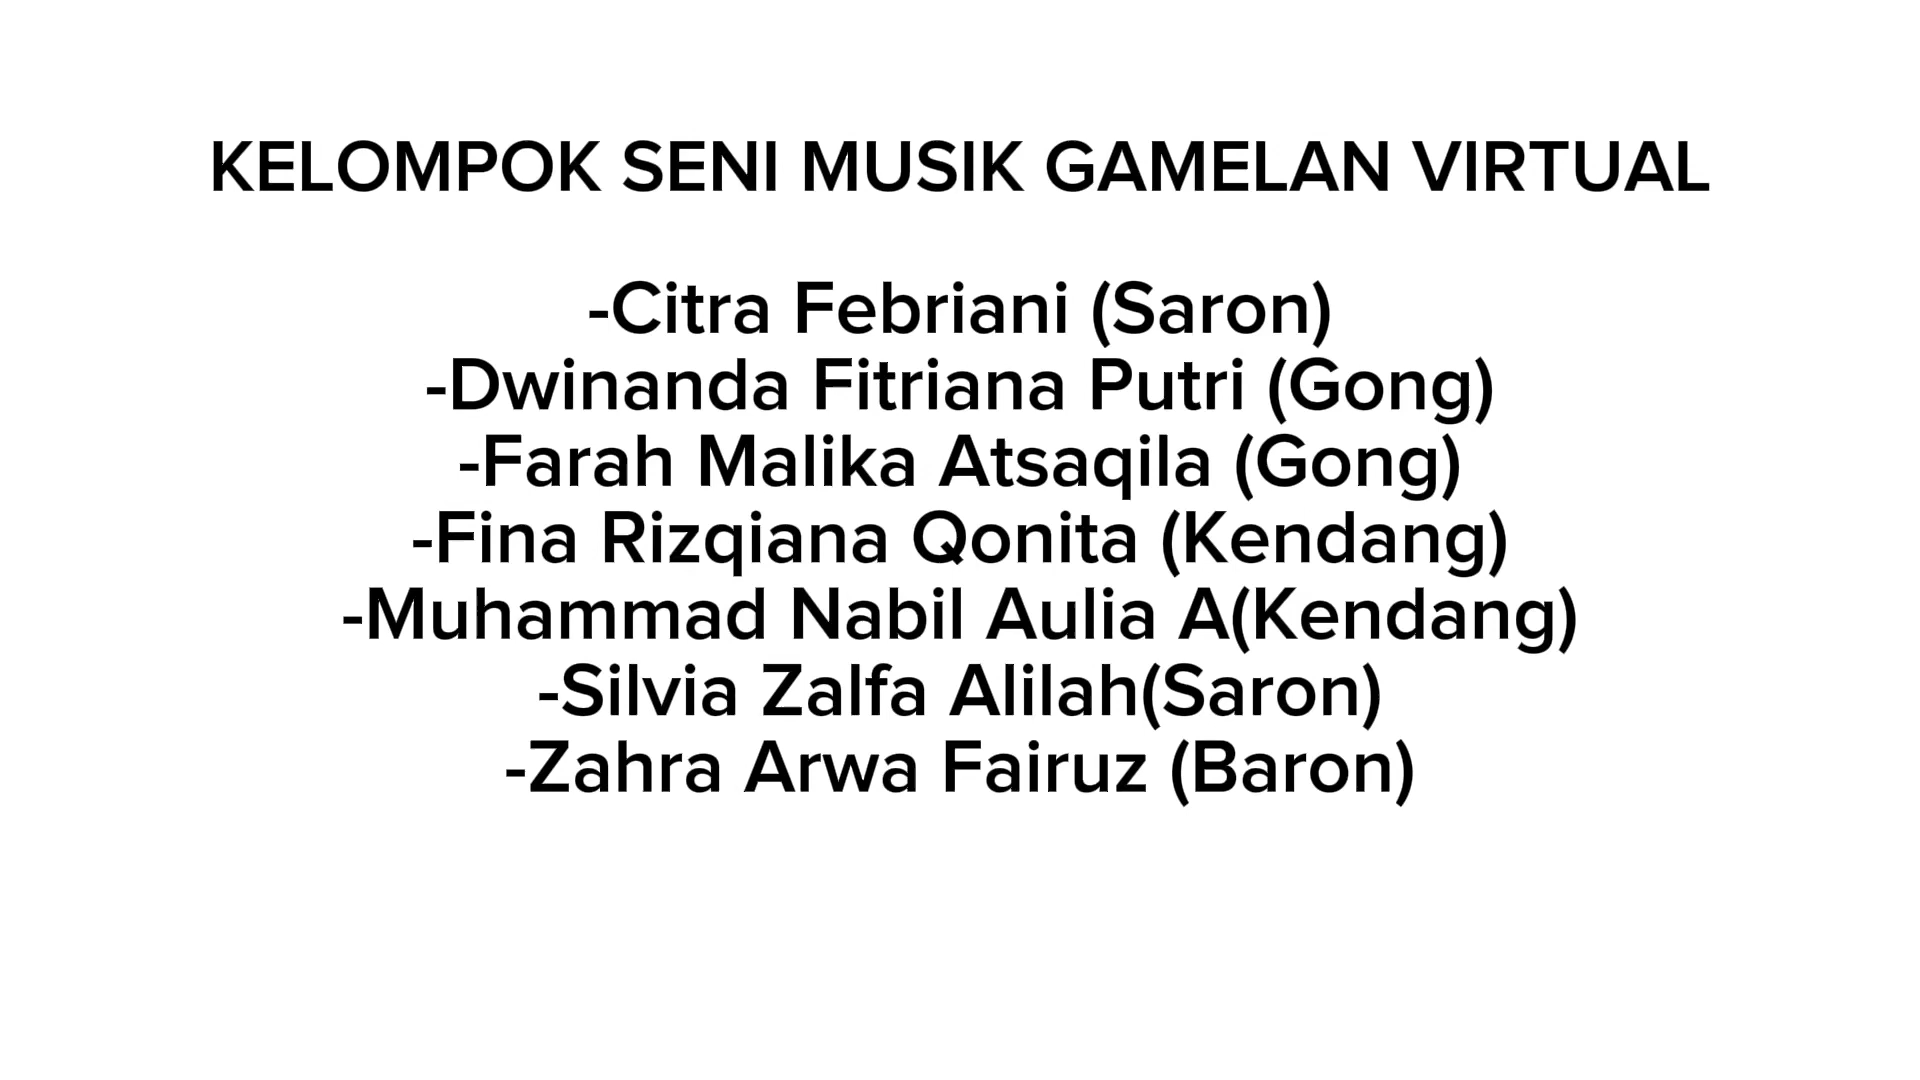 KELOMPOK SENI MUSIK GAMELAN VIRTUAL
-Citra Febriani (Saron)
-Dwinanda Fitriana Putri (Gong)
-Farah Malika Atsaqila (Gong)
-Fina Rizqiana Qonita (Kendang)
-Muhammad Nabil Aulia A(Kendang)
-Silvia Zalfa Alilah(Saron)
-Zahra Arwa Fairuz (Baron)